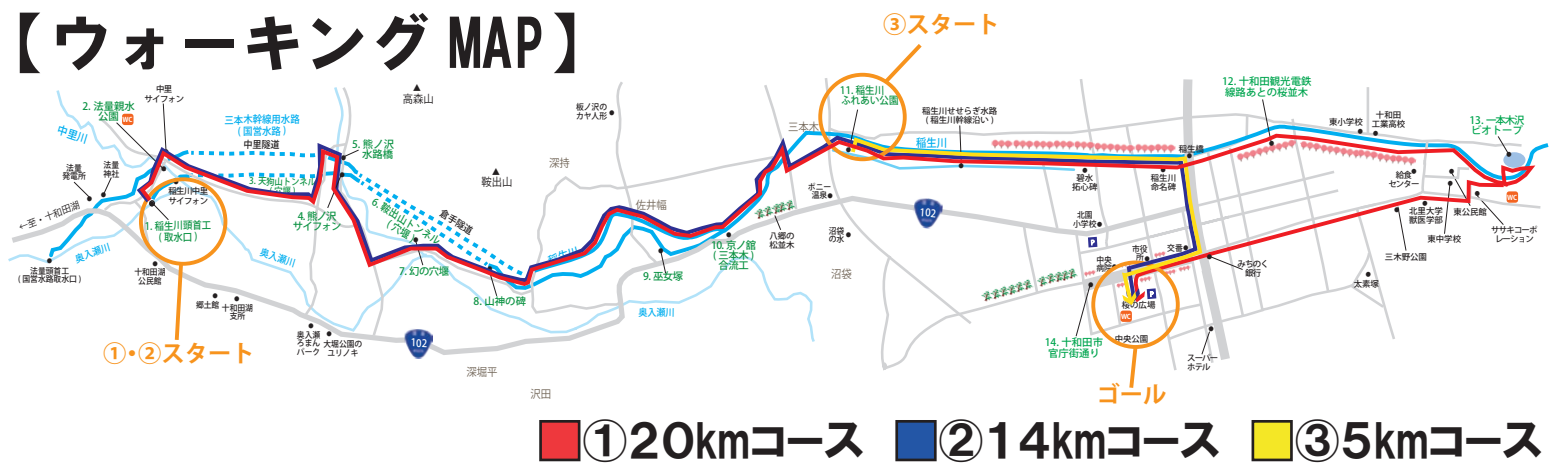 【ウォーキングMAP】
③スタート
2. 法量親水
公園
WC
中里
サイフォン
中里川
三本木幹線用水路
(国営水路)
中里隧道
高森山
5. 熊ノ沢
水路橋
法量
発電所
法量
神社
稲生川中里
サイフォン
3. 天狗山トンネル
(穴堰)
1. 稲生川頭首工
(取水口)
4. 熊ノ沢
サイフォン
←至・十和田湖
奥入瀬川
奥入瀬川
法量頭首工
(国営水路取水口)
十和田湖
公民館
郷土館
十和田湖
支所
奥入瀬
ろまん
パーク
大堀公園の
ユリノキ
①・②スタート
鞍出山
6. 鞍出山トンネル
(穴堰)
倉手隧道
7. 幻の穴堰
8. 山神の碑
稲生川
102
深堀平
沢田
板ノ沢の
カヤ人形
深持
佐井幅
9. 巫女塚
奥入瀬川
10. 京ノ舘
(三本木)
合流工
三本木
八郷の
松並木
ポニー
温泉
沼袋
の水
沼袋
11. 稲生川
ふれあい公園
稲生川
稲生川せせらぎ水路
(稲生川幹線沿い)
102
碧水
拓心碑
稲生川
命名碑
稲生橋
北園
小学校
P
市役
所
交番
中央
病院
みちのく
銀行
P
桜の広場
WC
中央公園
14. 十和田市
官庁街通り
スーパー
ホテル
ゴール
12. 十和田観光電鉄
線路あとの桜並木
東小学校
十和田
工業高校
13. 一本木沢
ビオトープ
WC
給食
センター
北里大学
獣医学部
東公民館
東中学校
ササキコーポ
レーション
三木野公園
太素塚
①20kmコース
②14kmコース
③5kmコース